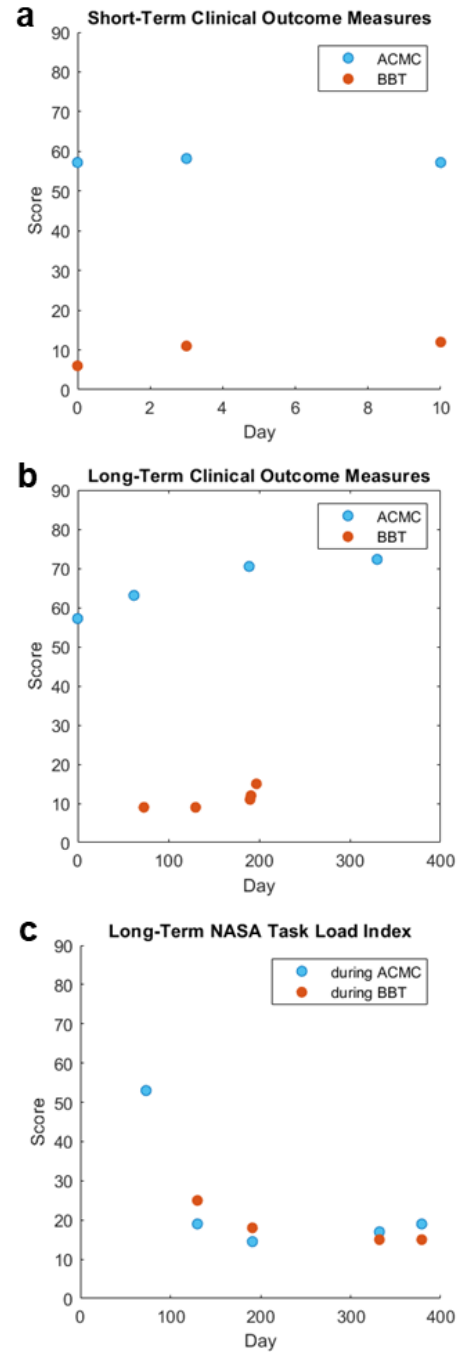 a
Short-Term Clinical Outcome Measures
90
80
70
60
50
40
30
20
10
0
Score
ACMC
BBT
0 2 4 6 8 10
Day
b
Long-Term Clinical Outcome Measures
90
80
70
60
50
40
30
20
10
0
Score
ACMC
BBT
0 100 200 300 400
Day
c
Long-Term NASA Task Load Index
90
80
70
60
50
40
30
20
10
0
Score
during ACMC
during BBT
0 100 200 300 400
Day